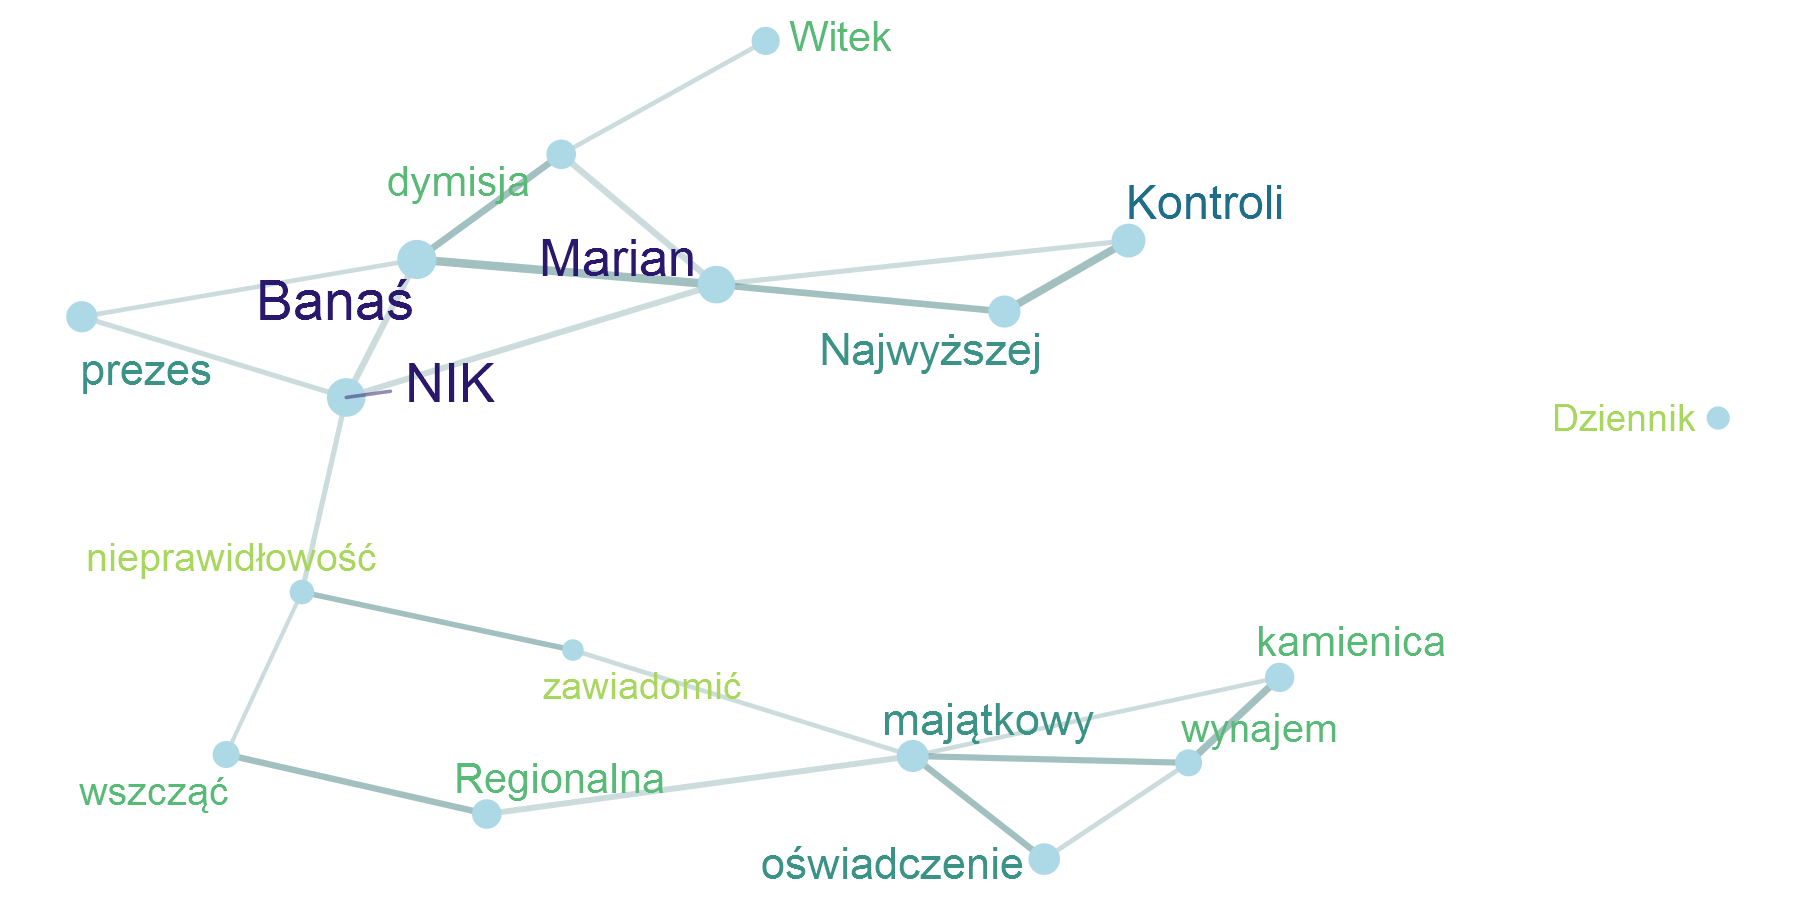 Witek
dymisja
Kontroli
Marian
Banaś
Najwyższej
prezes
NIK
Dziennik
nieprawidłowość
kamienica
zawiadomić
majątkowy
wynajem
Regionalna
wszcząć
oświadczenie